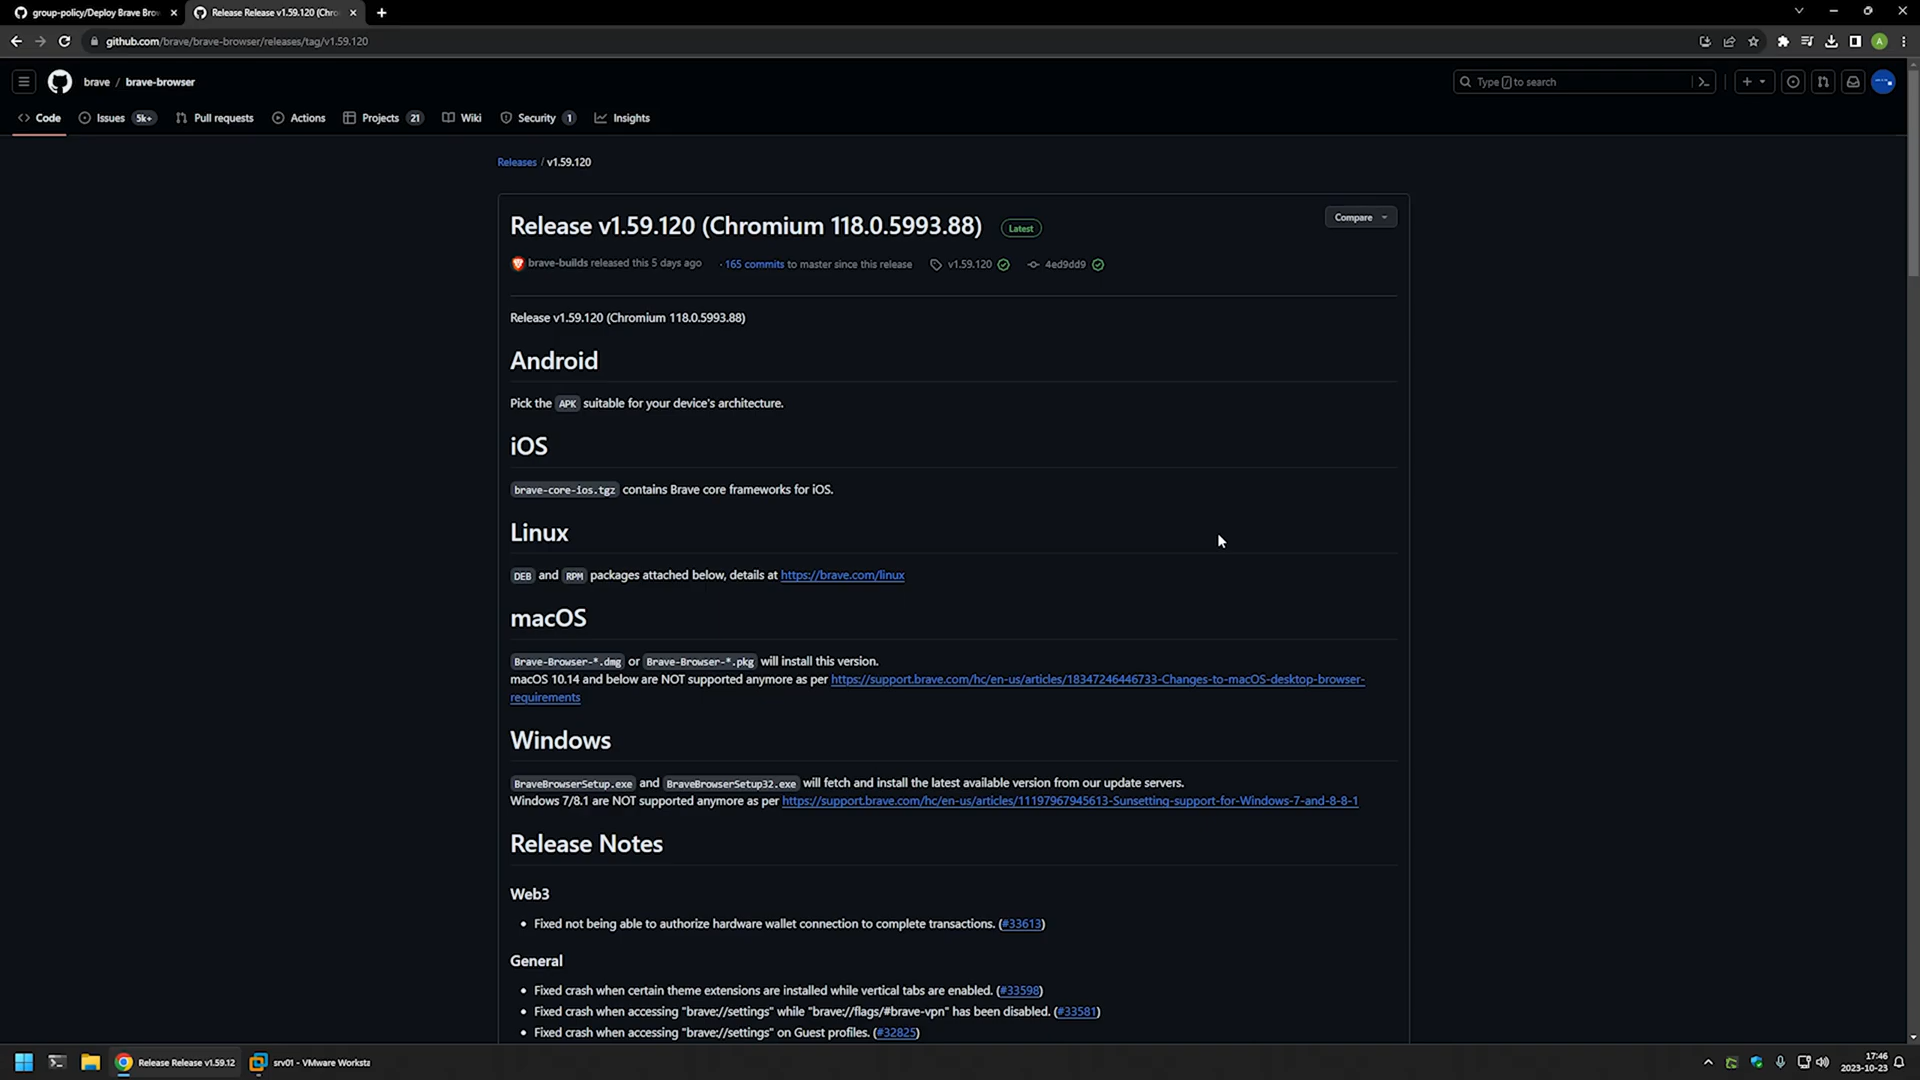 group-policy/Deploy Brave Bro
Release Release v1.59.120 (Chro
github.com/brave/brave-browser/releases/tag/v1.59.120
A
brave / brave-browser
Type / to search
Code
Issues 5k+
Pull requests
Actions
Projects 21
Wiki
Security 1
Insights
Releases / v1.59.120
Release v1.59.120 (Chromium 118.0.5993.88) Latest
Compare
brave-builds released this 5 days ago · 165 commits to master since this release v1.59.120 4ed9dd9
Release v1.59.120 (Chromium 118.0.5993.88)
Android
Pick the APK suitable for your device's architecture.
iOS
brave-core-ios.tgz contains Brave core frameworks for iOS.
Linux
DEB and RPM packages attached below, details at https://brave.com/linux
macOS
Brave-Browser-*.dmg or Brave-Browser-*.pkg will install this version.
macOS 10.14 and below are NOT supported anymore as per https://support.brave.com/hc/en-us/articles/18347246446733-Changes-to-macOS-desktop-browser-
requirements
Windows
BraveBrowserSetup.exe and BraveBrowserSetup32.exe will fetch and install the latest available version from our update servers.
Windows 7/8.1 are NOT supported anymore as per https://support.brave.com/hc/en-us/articles/11197967945613-Sunsetting-support-for-Windows-7-and-8-8-1
Release Notes
Web3
• Fixed not being able to authorize hardware wallet connection to complete transactions. (#33613)
General
• Fixed crash when certain theme extensions are installed while vertical tabs are enabled. (#33598)
• Fixed crash when accessing "brave://settings" while "brave://flags/#brave-vpn" has been disabled. (#33581)
• Fixed crash when accessing "brave://settings" on Guest profiles. (#32825)
Release Release v1.59.12
srv01 - VMware Worksta
17:46
2023-10-23